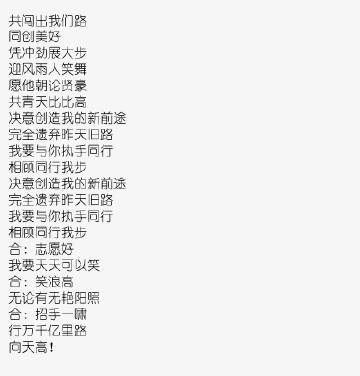 共闯出我们路
同创美好
凭冲劲展大步
迎风雨人笑舞
愿他朝论贤豪
共青天比比高
决意创造我的新前途
完全遗弃昨天旧路
我要与你执手同行
相顾同行我步
决意创造我的新前途
完全遗弃昨天旧路
我要与你执手同行
相顾同行我步
合: 志愿好
我要天天可以笑
合: 笑浪高
无论有无艳阳照
合: 招手一啸
行万千亿里路
向天高!